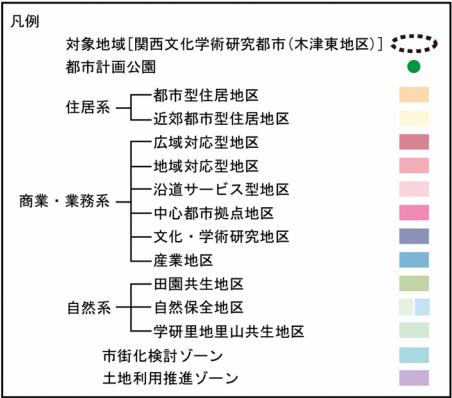 凡例
対象地域［関西文化学術研究都市（木津東地区）］
都市計画公園
住居系
都市型住居地区
近郊都市型住居地区
商業・業務系
広域対応型地区
地域対応型地区
沿道サービス型地区
中心都市拠点地区
文化・学術研究地区
産業地区
自然系
田園共生地区
自然保全地区
学研里地里山共生地区
市街化検討ゾーン
土地利用推進ゾーン